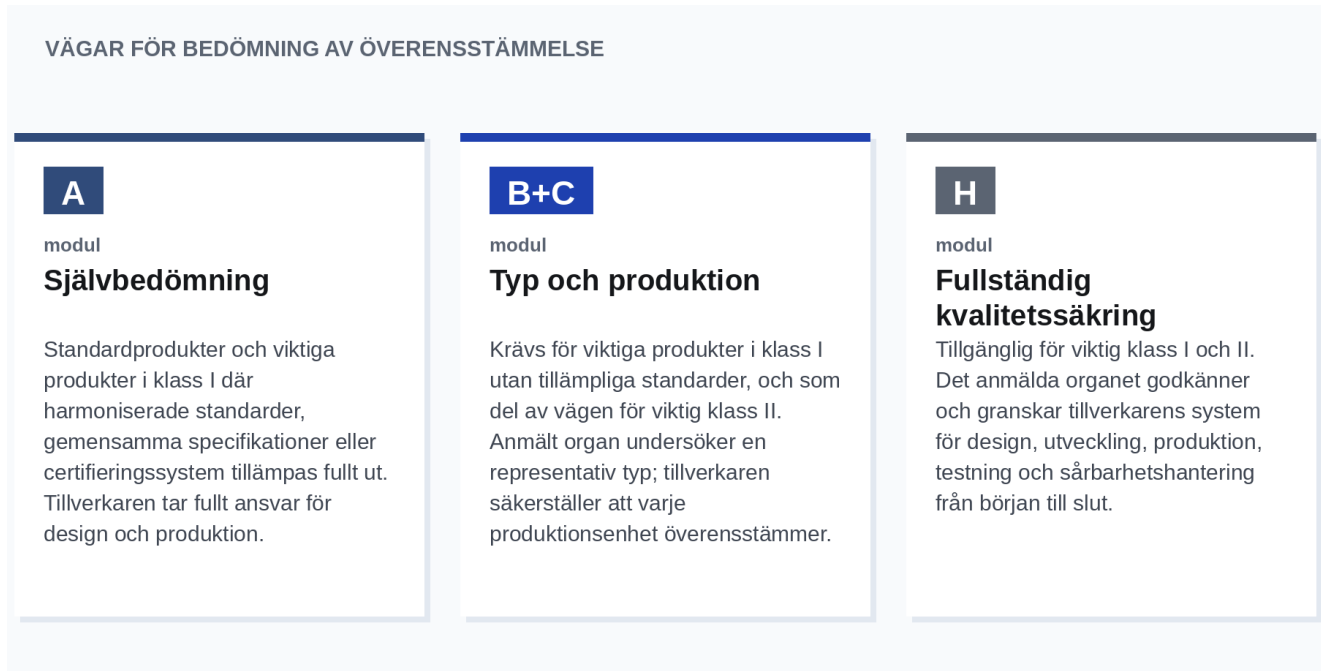 VÄGAR FÖR BEDÖMNING AV ÖVERENSSTÄMMELSE
A
modul
Självbedömning
Standardprodukter och viktiga
produkter i klass I där
harmoniserade standarder,
gemensamma specifikationer eller
certifieringssystem tillämpas fullt ut.
Tillverkaren tar fullt ansvar för
design och produktion.
B+C
modul
Typ och produktion
Krävs för viktiga produkter i klass I
utan tillämpliga standarder, och som
del av vägen för viktig klass II.
Anmält organ undersöker en
representativ typ; tillverkaren
säkerställer att varje
produktionsenhet överensstämmer.
H
modul
Fullständig
kvalitetssäkring
Tillgänglig för viktig klass I och II.
Det anmälda organet godkänner
och granskar tillverkarens system
för design, utveckling, produktion,
testning och sårbarhetshantering
från början till slut.